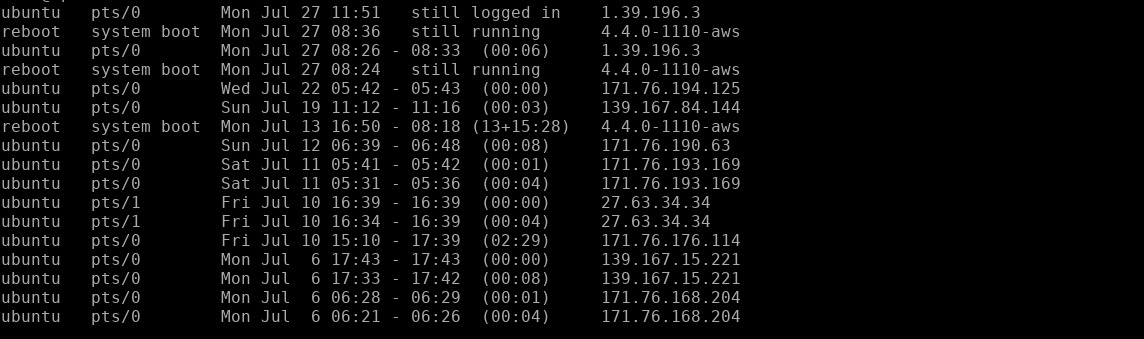 ubuntu   pts/0        Mon Jul 27 11:51   still logged in    1.39.196.3
reboot   system boot  Mon Jul 27 08:36   still running      4.4.0-1110-aws
ubuntu   pts/0        Mon Jul 27 08:26 - 08:33  (00:06)     1.39.196.3
reboot   system boot  Mon Jul 27 08:24   still running      4.4.0-1110-aws
ubuntu   pts/0        Wed Jul 22 05:42 - 05:43  (00:00)     171.76.194.125
ubuntu   pts/0        Sun Jul 19 11:12 - 11:16  (00:03)     139.167.84.144
reboot   system boot  Mon Jul 13 16:50 - 08:18 (13+15:28)   4.4.0-1110-aws
ubuntu   pts/0        Sun Jul 12 06:39 - 06:48  (00:08)     171.76.190.63
ubuntu   pts/0        Sat Jul 11 05:41 - 05:42  (00:01)     171.76.193.169
ubuntu   pts/0        Sat Jul 11 05:31 - 05:36  (00:04)     171.76.193.169
ubuntu   pts/1        Fri Jul 10 16:39 - 16:39  (00:00)     27.63.34.34
ubuntu   pts/1        Fri Jul 10 16:34 - 16:39  (00:04)     27.63.34.34
ubuntu   pts/0        Fri Jul 10 15:10 - 17:39  (02:29)     171.76.176.114
ubuntu   pts/0        Mon Jul  6 17:43 - 17:43  (00:00)     139.167.15.221
ubuntu   pts/0        Mon Jul  6 17:33 - 17:42  (00:08)     139.167.15.221
ubuntu   pts/0        Mon Jul  6 06:28 - 06:29  (00:01)     171.76.168.204
ubuntu   pts/0        Mon Jul  6 06:21 - 06:26  (00:04)     171.76.168.204